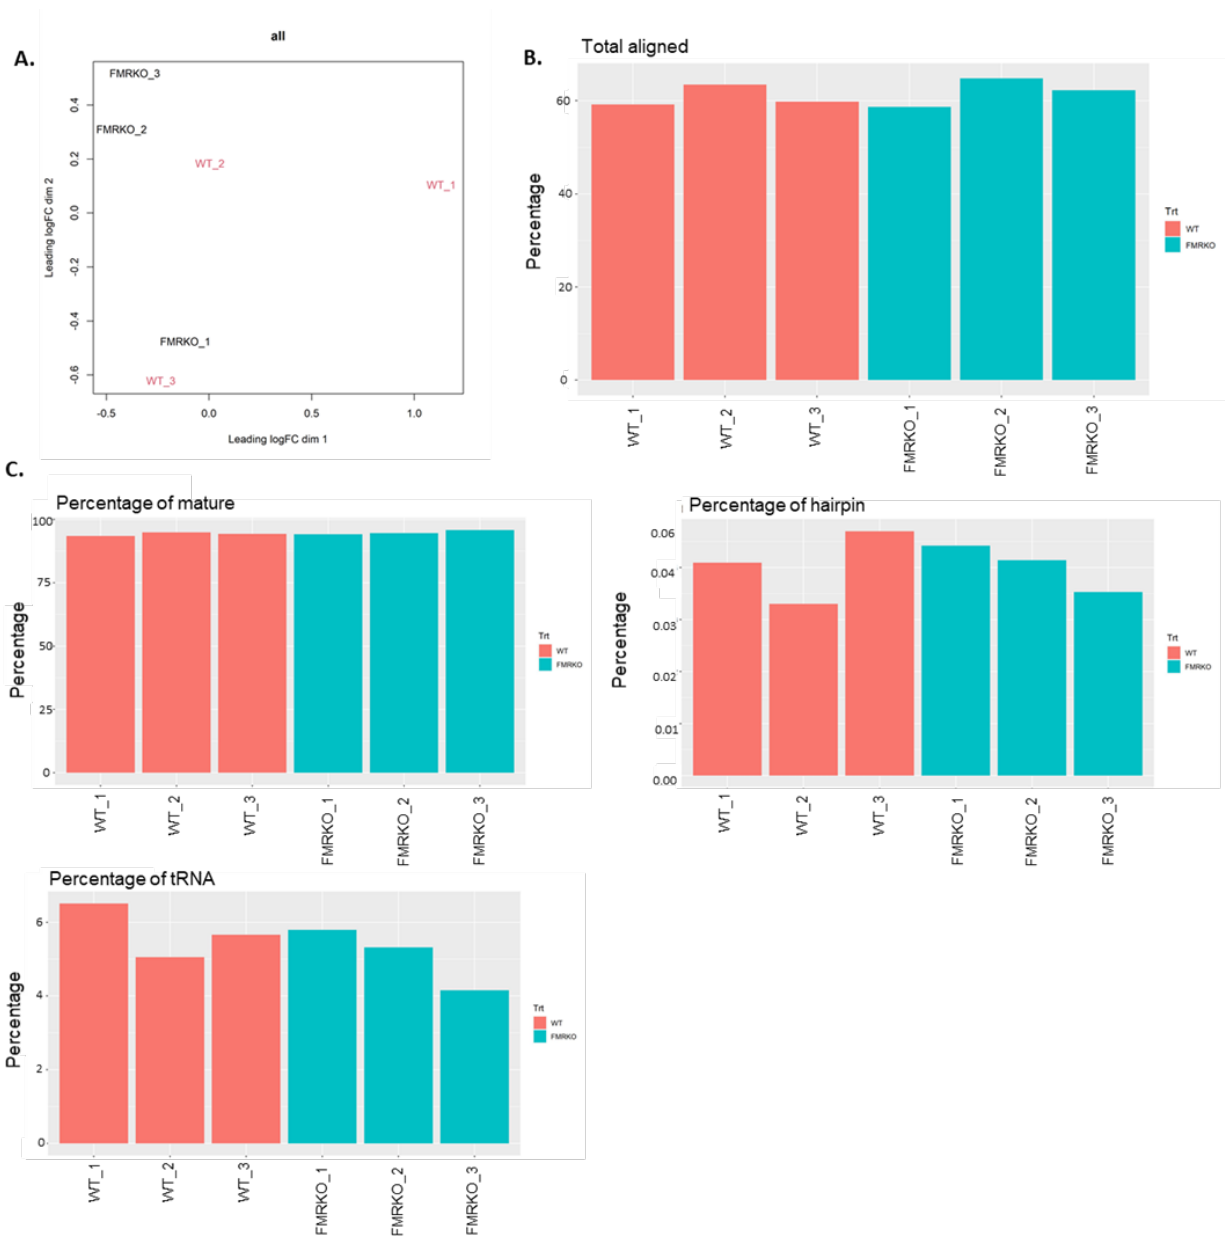 A.
all
FMRKO_3
FMRKO_2
WT_2
WT_1
FMRKO_1
WT_3
0.4
0.2
0.0
-0.2
-0.4
-0.6
Leading logFC dim 2
-0.5
0.0
0.5
1.0
Leading logFC dim 1
B.
Total aligned
60
40
20
0
Percentage
WT_1
WT_2
WT_3
FMRKO_1
FMRKO_2
FMRKO_3
Trt
WT
FMRKO
C.
Percentage of mature
100
75
50
25
0
Percentage
WT_1
WT_2
WT_3
FMRKO_1
FMRKO_2
FMRKO_3
Trt
WT
FMRKO
Percentage of hairpin
0.06
0.04
0.03
0.02
0.01
0.00
Percentage
WT_1
WT_2
WT_3
FMRKO_1
FMRKO_2
FMRKO_3
Trt
WT
FMRKO
Percentage of tRNA
6
4
2
0
Percentage
WT_1
WT_2
WT_3
FMRKO_1
FMRKO_2
FMRKO_3
Trt
WT
FMRKO